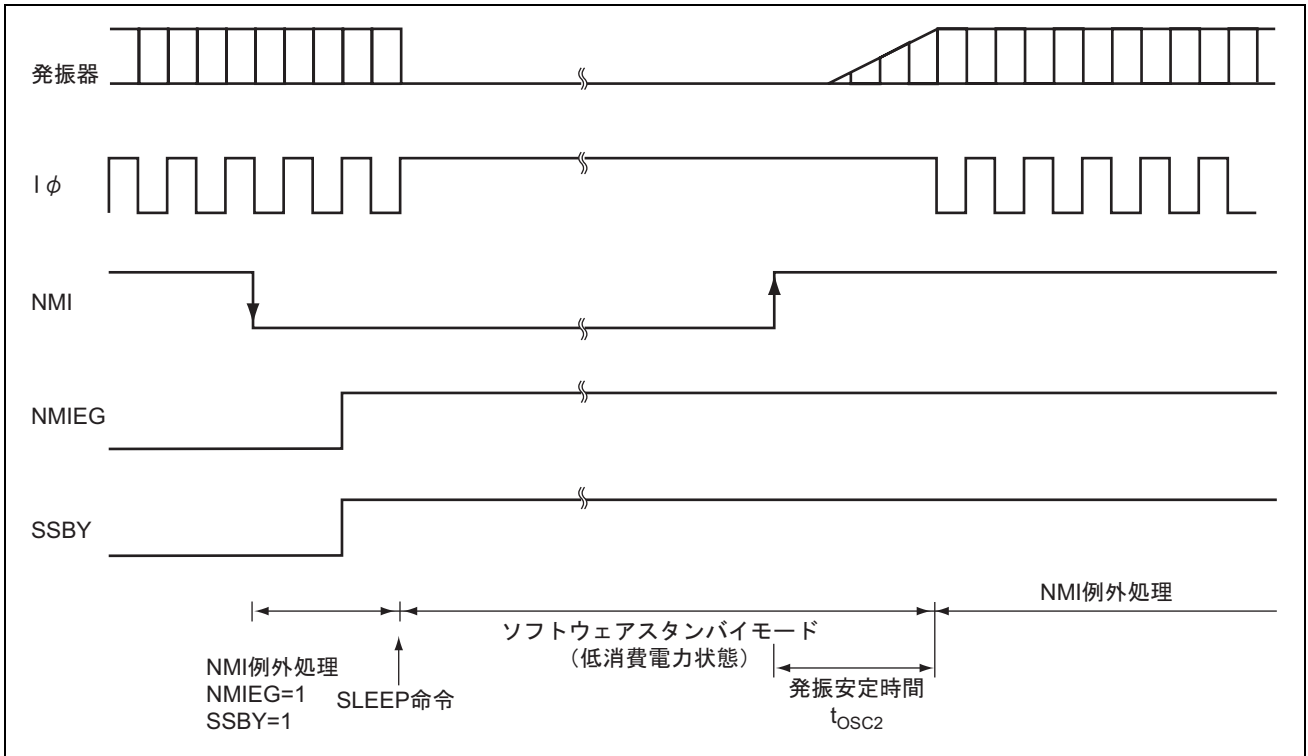 発振器
Iφ
NMI
NMIEG
SSBY
NMI例外処理
ソフトウェアスタンバイモード
（低消費電力状態）
NMI例外処理
NMIEG=1
SSBY=1
SLEEP命令
発振安定時間
tOSC2